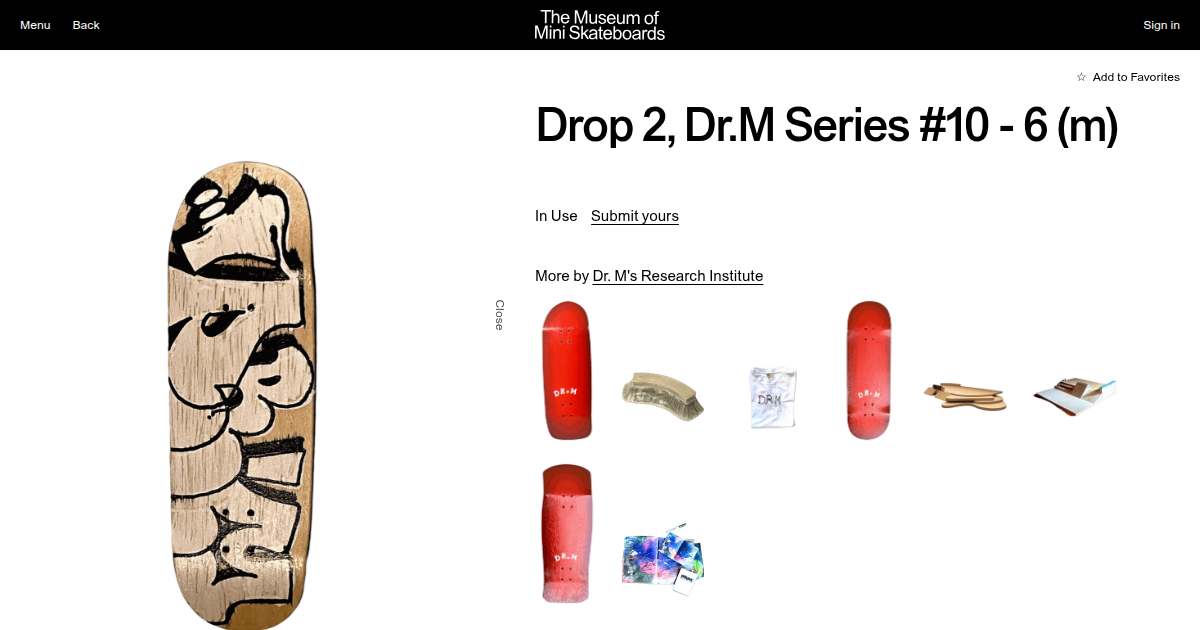 Menu
Back
The Museum of
Mini Skateboards
Sign in
☆ Add to Favorites
Drop 2, Dr.M Series #10 - 6 (m)
In Use
Submit yours
More by Dr. M's Research Institute
Close
DR.M
DR.M
DR.M
DR.M